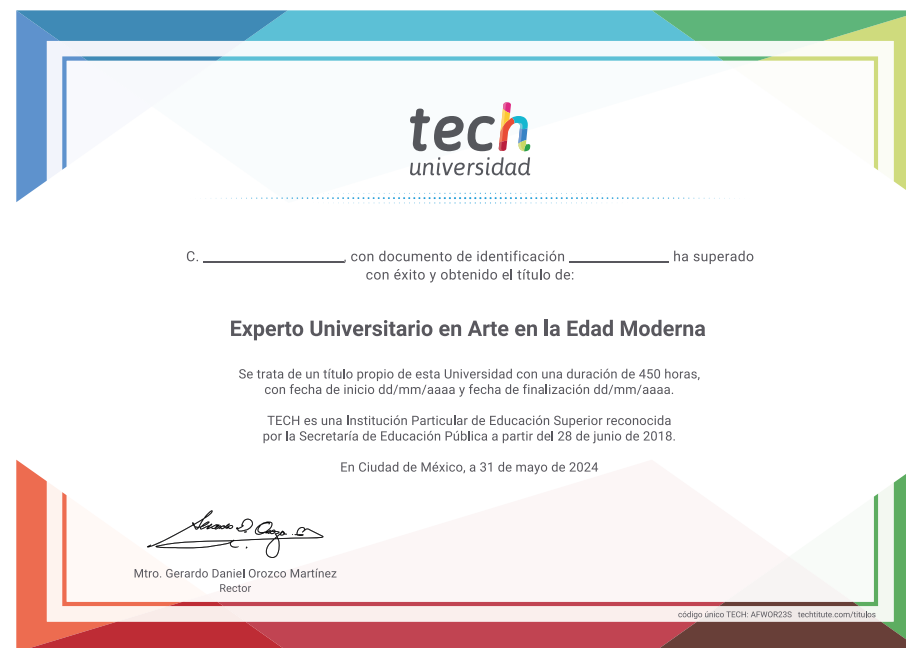 tech
universidad
C. ____________, con documento de identificación ____________ ha superado
con éxito y obtenido el título de:
Experto Universitario en Arte en la Edad Moderna
Se trata de un título propio de esta Universidad con una duración de 450 horas,
con fecha de inicio dd/mm/aaaa y fecha de finalización dd/mm/aaaa.
TECH es una Institución Particular de Educación Superior reconocida
por la Secretaría de Educación Pública a partir del 28 de junio de 2018.
En Ciudad de México, a 31 de mayo de 2024
Mtro. Gerardo Daniel Orozco Martínez
Rector
código único TECH: AFWOR23S techtitute.com/titulos